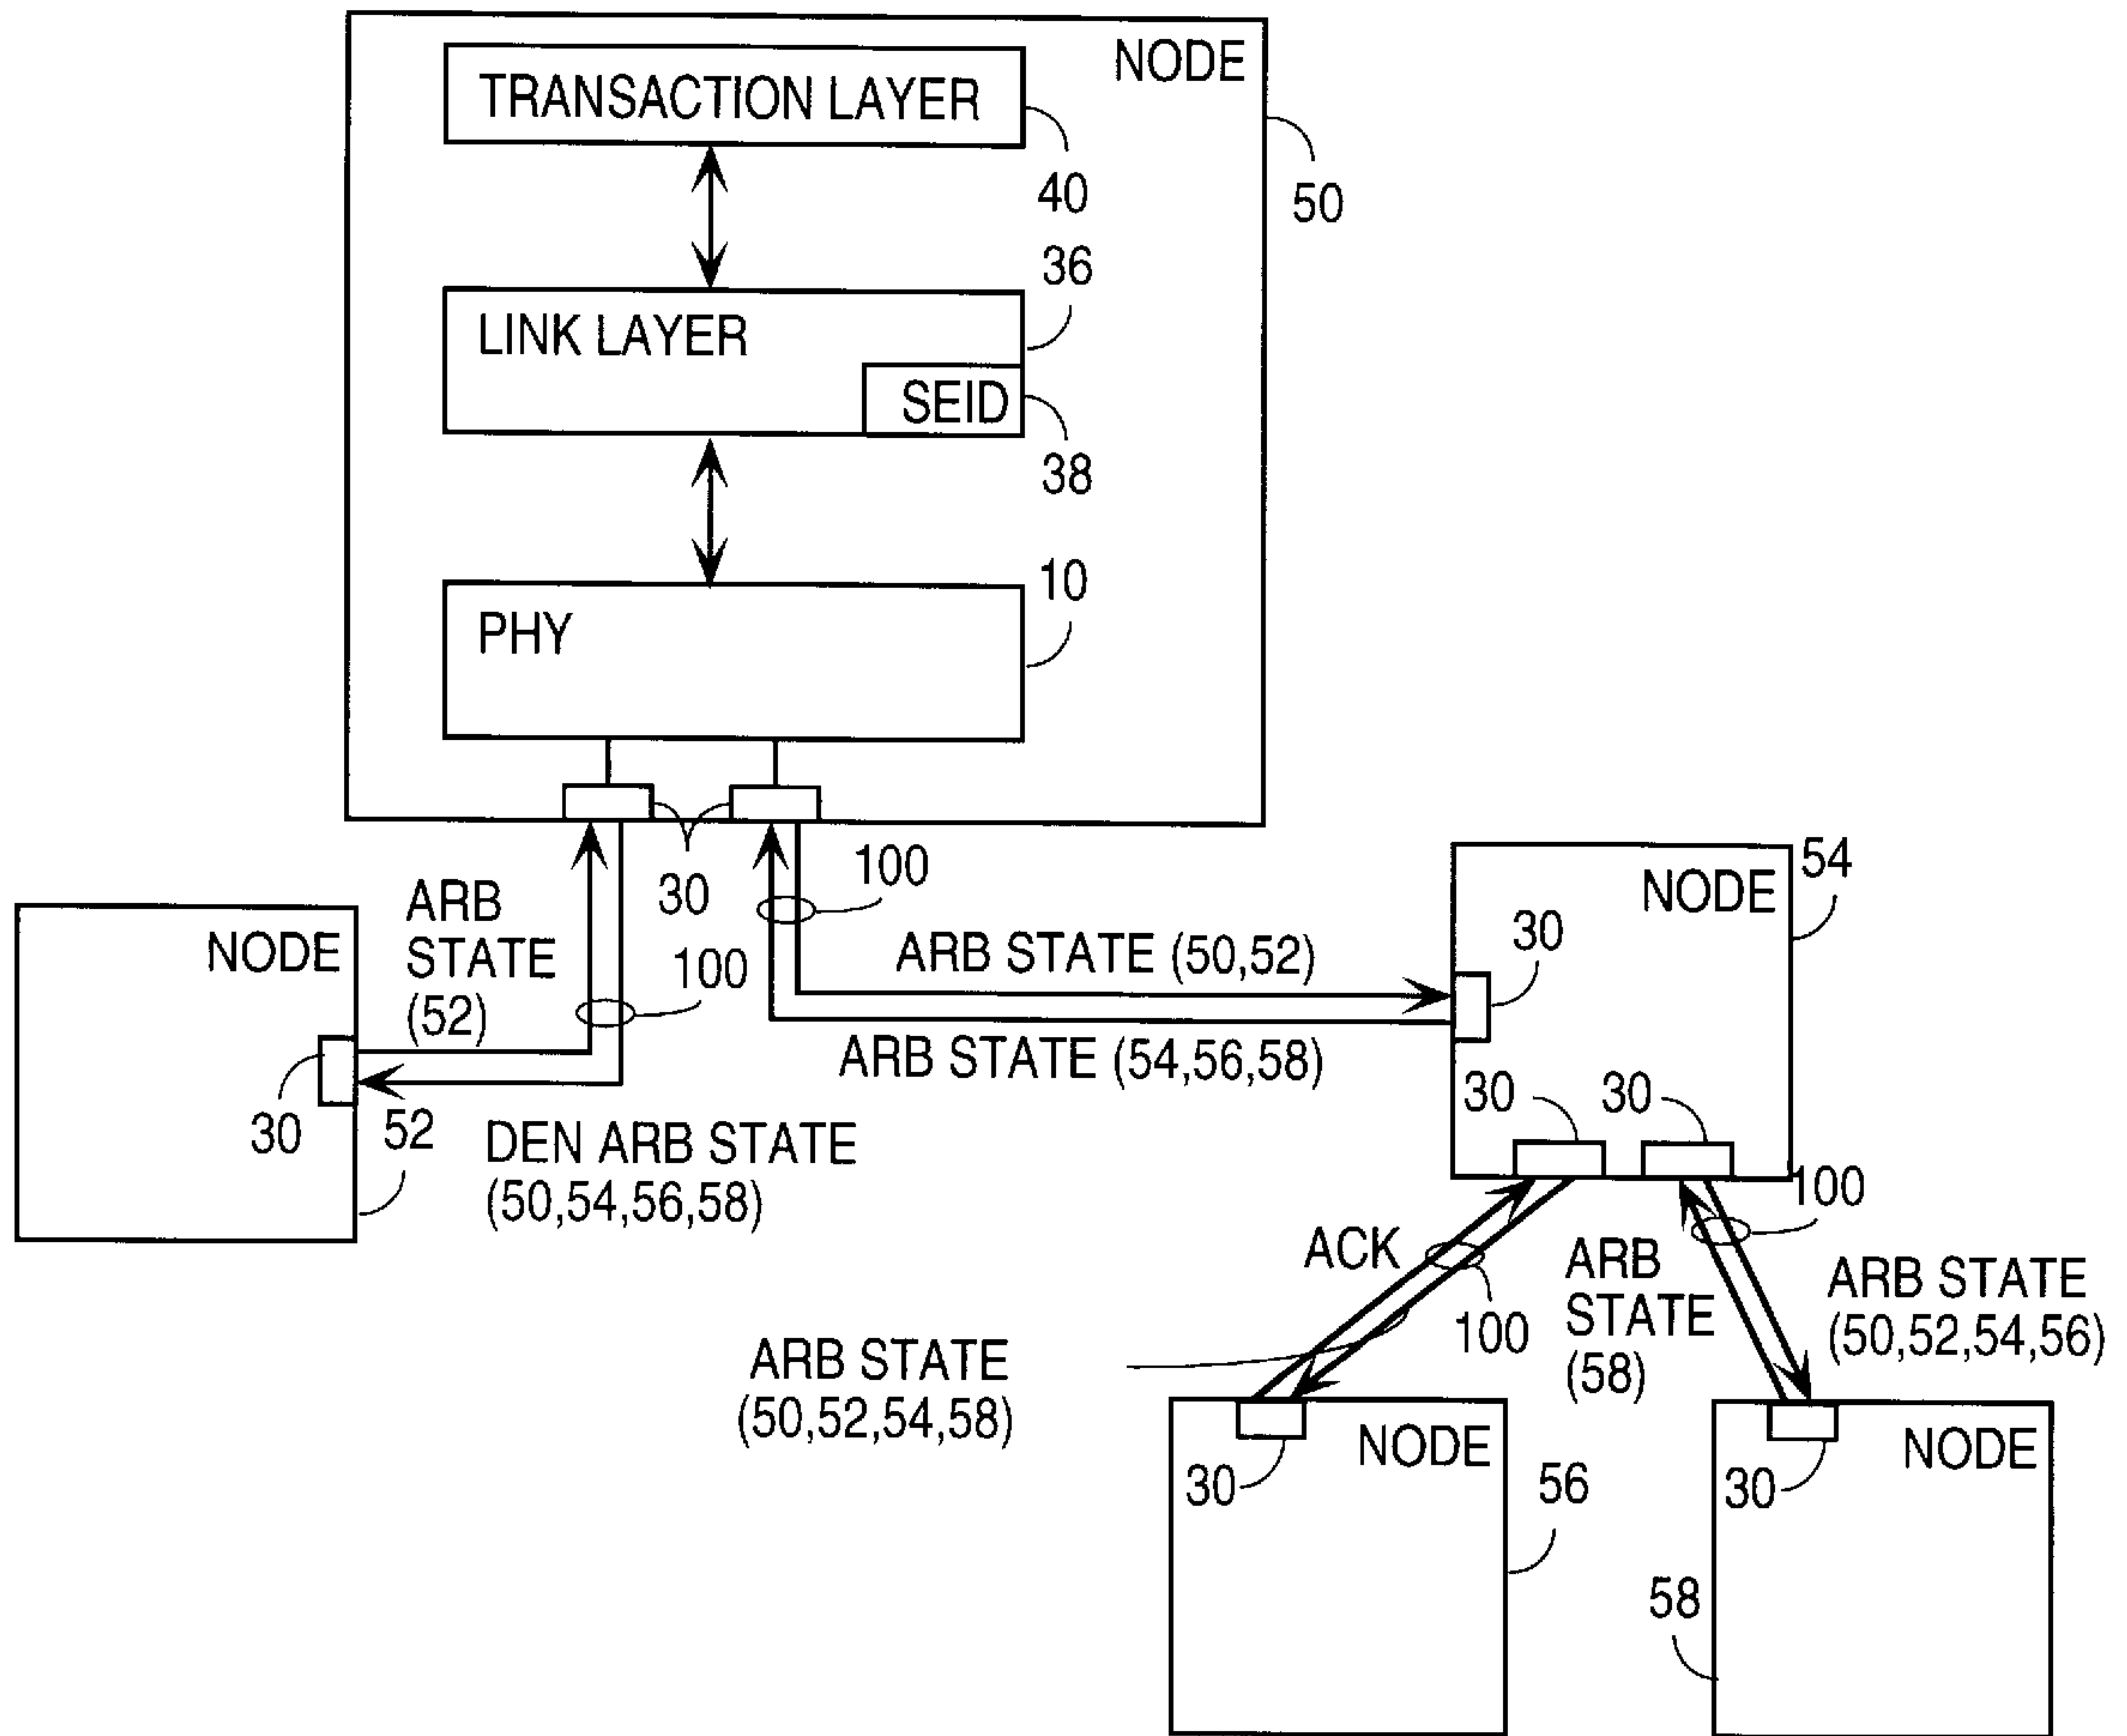 NODE
TRANSACTION LAYER
40
50
36
LINK LAYER
SEID
38
10
PHY
30
100
ARB
STATE
(52)
100
NODE
30
52
DEN ARB STATE
(50,54,56,58)
ARB STATE (50,52)
ARB STATE (54,56,58)
54
NODE
30
30
30
100
ACK
100
ARB
STATE
(58)
ARB STATE
(50,52,54,56)
ARB STATE
(50,52,54,58)
NODE
30
56
NODE
30
58